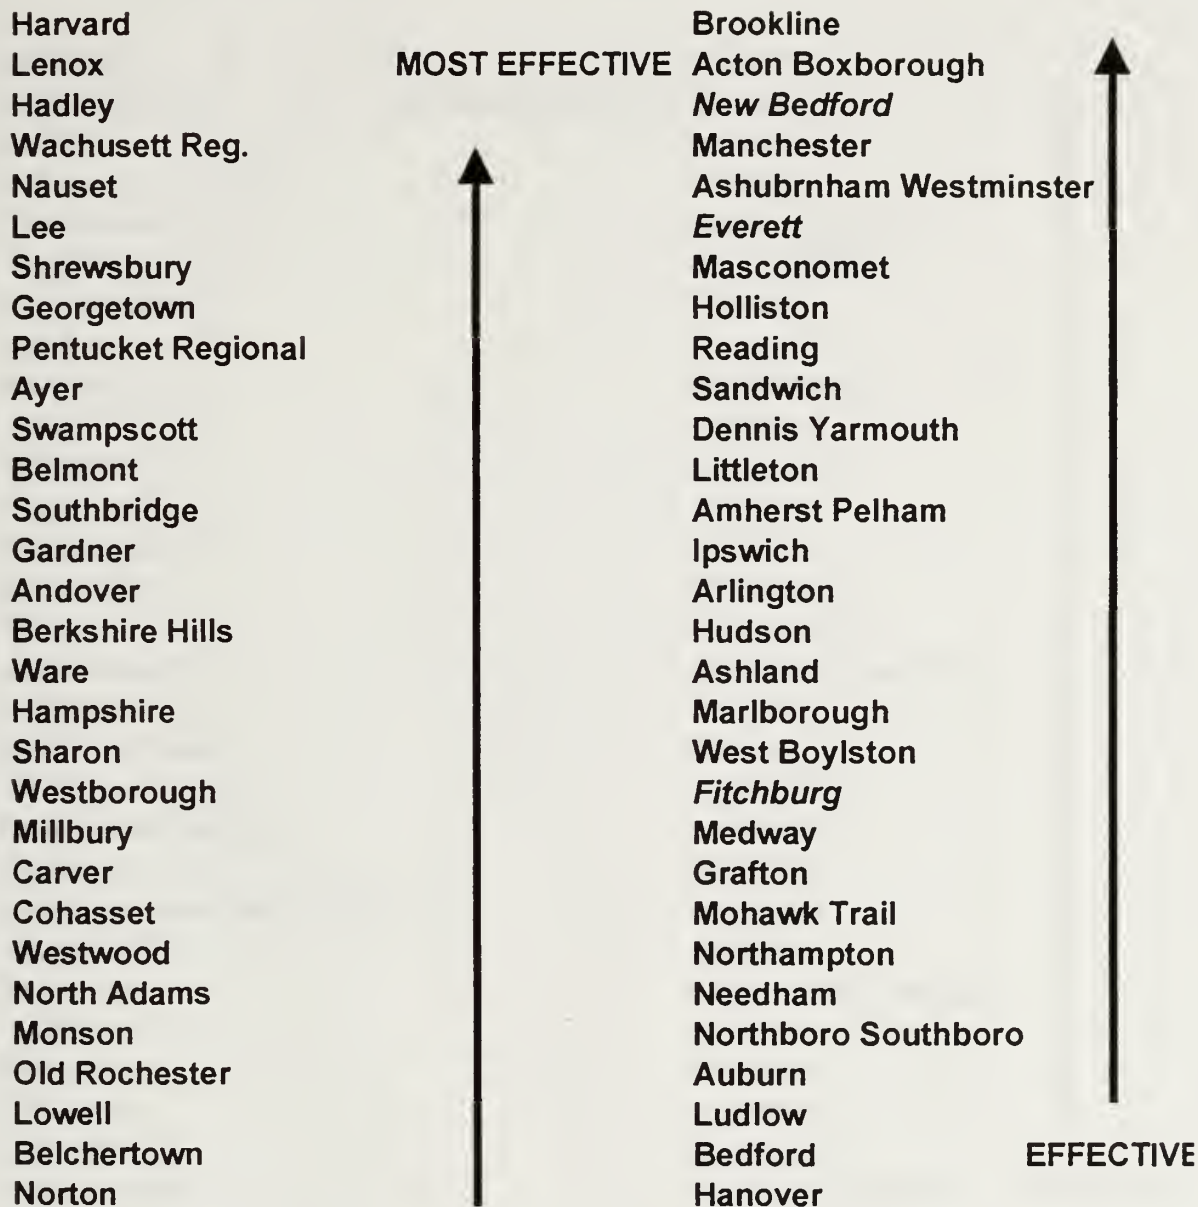 Harvard
Lenox
MOST EFFECTIVE
Hadley
Wachusett Reg.
Nauset
Lee
Shrewsbury
Georgetown
Pentucket Regional
Ayer
Swampscott
Belmont
Southbridge
Gardner
Andover
Berkshire Hills
Ware
Hampshire
Sharon
Westborough
Millbury
Carver
Cohasset
Westwood
North Adams
Monson
Old Rochester
Lowell
Belchertown
Norton
Brookline
Acton Boxborough
New Bedford
Manchester
Ashubrnham Westminster
Everett
Masconomet
Holliston
Reading
Sandwich
Dennis Yarmouth
Littleton
Amherst Pelham
Ipswich
Arlington
Hudson
Ashland
Marlborough
West Boylston
Fitchburg
Medway
Grafton
Mohawk Trail
Northampton
Needham
Northboro Southboro
Auburn
Ludlow
Bedford
EFFECTIVE
Hanover